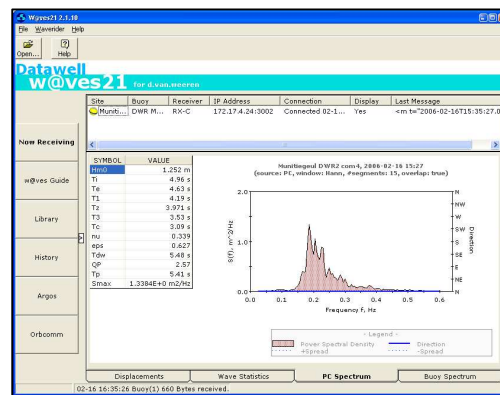 W@ves21 2.1.10
File Waverider Help
Open... Help
Datawell
w@ves21 for d.van.weeren
Site Buoy Receiver IP Address Connection Display Last Message
Muniti... DWR M... RX-C 172.17.4.24:3002 Connected 02-1... Yes <m t="2006-02-16T15:35:27.0
Now Receiving
w@ves Guide
Library
History
Argos
Orbcomm
SYMBOL VALUE
Hm0 1.252 m
Ti 4.96 s
Te 4.63 s
T1 4.19 s
Tz 3.971 s
T3 3.53 s
Tc 3.09 s
nu 0.339
eps 0.627
Tdw 5.48 s
QP 2.57
Tp 5.41 s
Smax 1.3384E+0 m2/Hz
Munitiegeul DWR2 com4, 2006-02-16 15:27
(source: PC, window: Hann, #segments: 15, overlap: true)
S(f), m^2/Hz
2.0
1.0
0.0
N
NW
W
SW
S
SE
E
NE
N
Direction
0.0 0.1 0.2 0.3 0.4 0.5 0.6
Frequency f, Hz
- Legend -
Power Spectral Density Direction
+Spread -Spread
Displacements Wave Statistics PC Spectrum Buoy Spectrum
02-16 16:35:26 Buoy(1) 660 Bytes received.